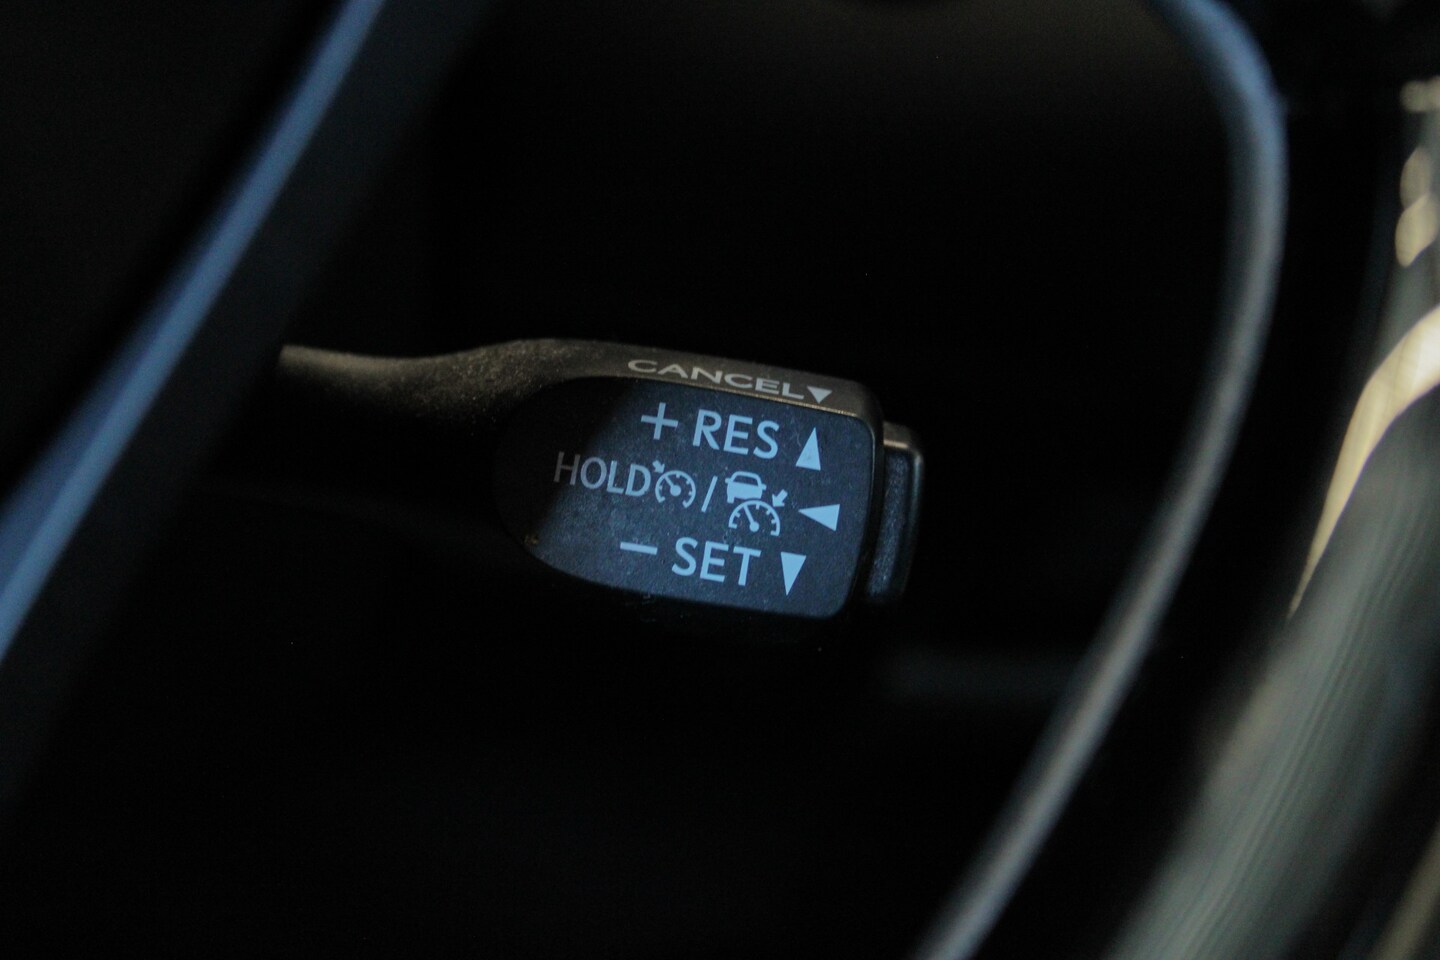 CANCEL▼
+ RES ▲
HOLD / ◀
− SET ▼